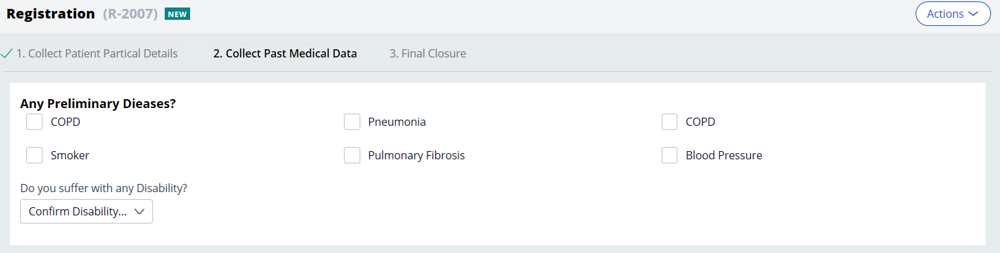 Registration (R-2007) NEW Actions
1. Collect Patient Partical Details 2. Collect Past Medical Data 3. Final Closure
Any Preliminary Dieases?
COPD Pneumonia COPD
Smoker Pulmonary Fibrosis Blood Pressure
Do you suffer with any Disability?
Confirm Disability...